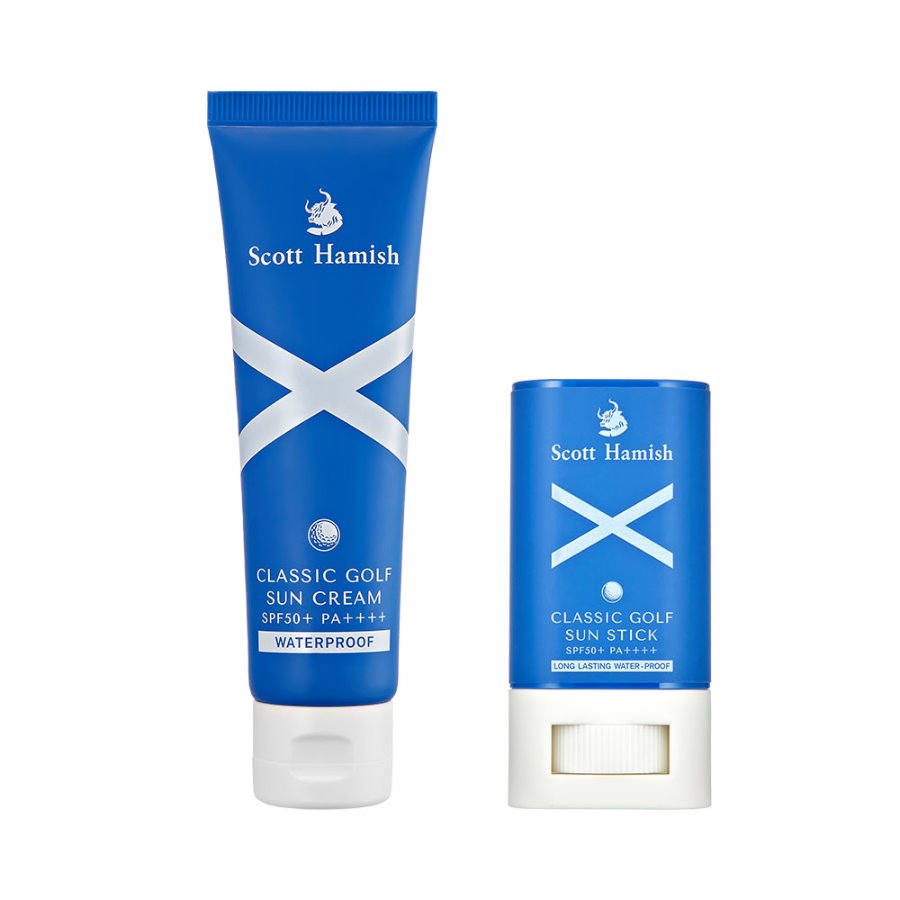 Scott Hamish
CLASSIC GOLF
SUN CREAM
SPF50+ PA++++
WATERPROOF
Scott Hamish
CLASSIC GOLF
SUN STICK
SPF50+ PA++++
LONG LASTING WATER-PROOF